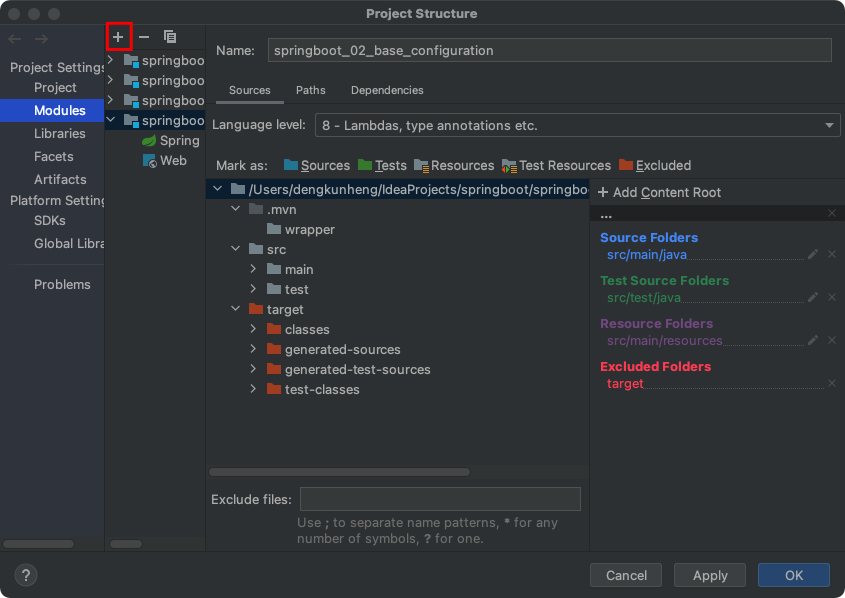 Project Structure
Project Settings
Project
Modules
Libraries
Facets
Artifacts
Platform Setting
SDKs
Global Libra
Problems
?
springboo
springboo
springboo
springboo
Spring
Web
Name: springboot_02_base_configuration
Sources Paths Dependencies
Language level: 8 - Lambdas, type annotations etc.
Mark as: Sources Tests Resources Test Resources Excluded
/Users/dengkunheng/IdeaProjects/springboot/springboo
.mvn
wrapper
src
main
test
target
classes
generated-sources
generated-test-sources
test-classes
+ Add Content Root
...
Source Folders
src/main/java
Test Source Folders
src/test/java
Resource Folders
src/main/resources
Excluded Folders
target
Exclude files:
Use ; to separate name patterns, * for any
number of symbols, ? for one.
Cancel Apply OK